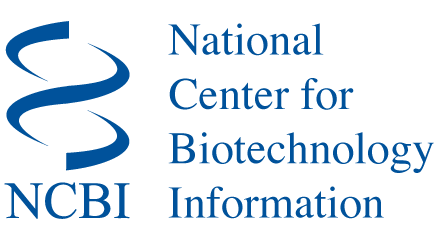 National
Center for
Biotechnology
Information
NCBI